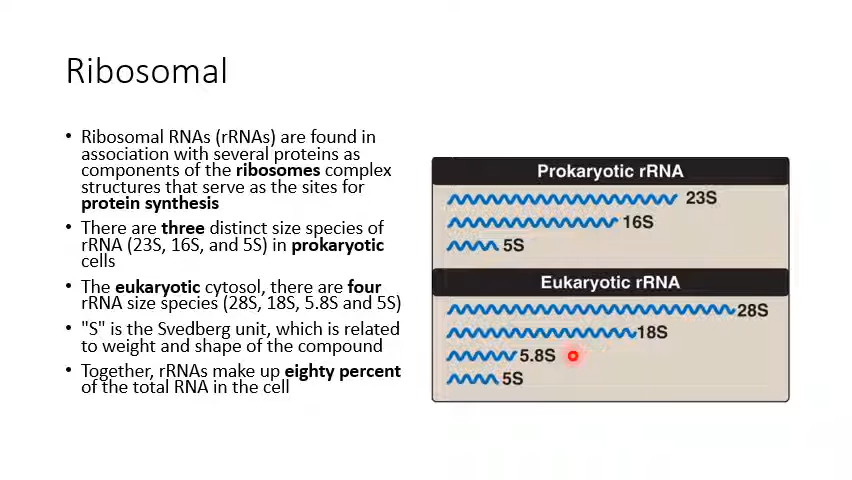 Ribosomal
• Ribosomal RNAs (rRNAs) are found in
association with several proteins as
components of the ribosomes complex
structures that serve as the sites for
protein synthesis
• There are three distinct size species of
rRNA (23S, 16S, and 5S) in prokaryotic
cells
• The eukaryotic cytosol, there are four
rRNA size species (28S, 18S, 5.8S and 5S)
• "S" is the Svedberg unit, which is related
to weight and shape of the compound
• Together, rRNAs make up eighty percent
of the total RNA in the cell
Prokaryotic rRNA
23S
16S
5S
Eukaryotic rRNA
28S
18S
5.8S
5S